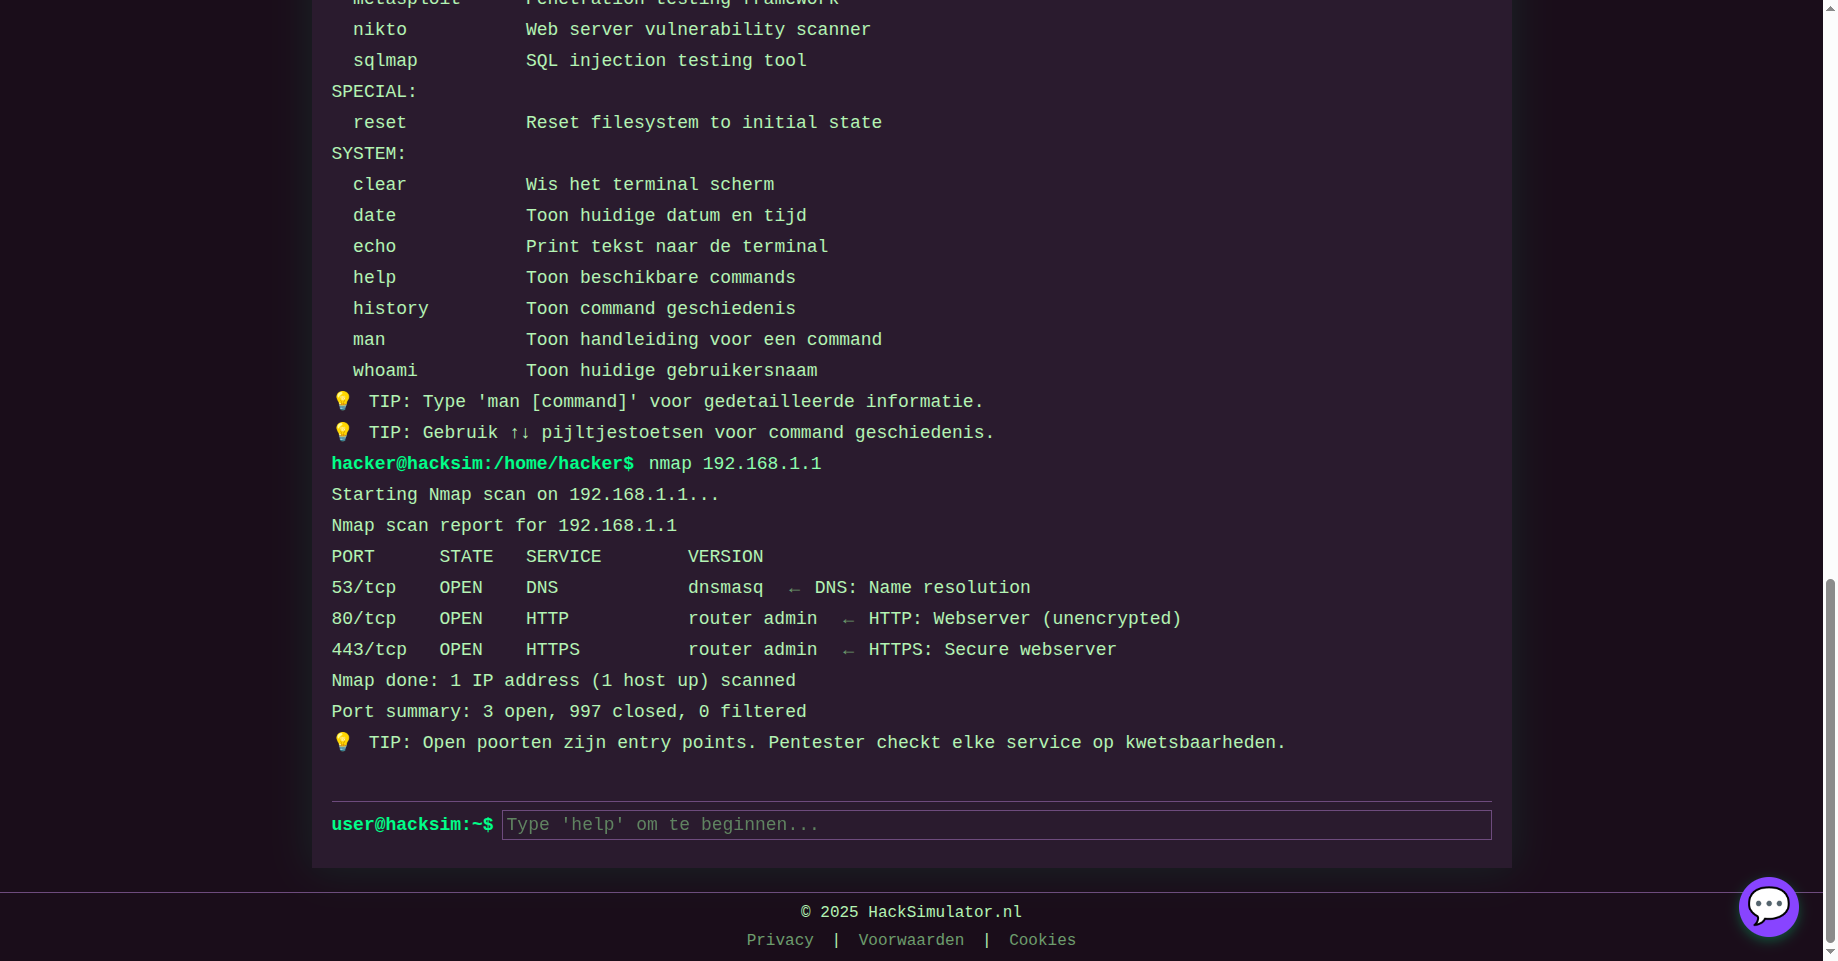 metasploit Penetration testing framework
nikto Web server vulnerability scanner
sqlmap SQL injection testing tool
SPECIAL:
reset Reset filesystem to initial state
SYSTEM:
clear Wis het terminal scherm
date Toon huidige datum en tijd
echo Print tekst naar de terminal
help Toon beschikbare commands
history Toon command geschiedenis
man Toon handleiding voor een command
whoami Toon huidige gebruikersnaam
💡 TIP: Type 'man [command]' voor gedetailleerde informatie.
💡 TIP: Gebruik ↑↓ pijltjestoetsen voor command geschiedenis.
hacker@hacksim:/home/hacker$ nmap 192.168.1.1
Starting Nmap scan on 192.168.1.1...
Nmap scan report for 192.168.1.1
PORT STATE SERVICE VERSION
53/tcp OPEN DNS dnsmasq ← DNS: Name resolution
80/tcp OPEN HTTP router admin ← HTTP: Webserver (unencrypted)
443/tcp OPEN HTTPS router admin ← HTTPS: Secure webserver
Nmap done: 1 IP address (1 host up) scanned
Port summary: 3 open, 997 closed, 0 filtered
💡 TIP: Open poorten zijn entry points. Pentester checkt elke service op kwetsbaarheden.
user@hacksim:~$ Type 'help' om te beginnen...
© 2025 HackSimulator.nl
Privacy | Voorwaarden | Cookies